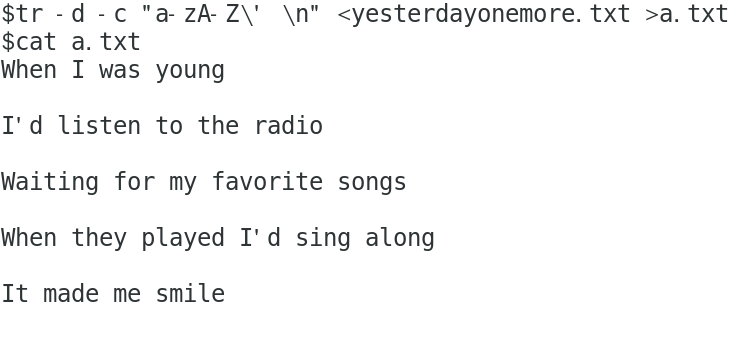 $tr -d -c "a-zA-Z\' \n" <yesterdayonemore.txt >a.txt
$cat a.txt
When I was young
I'd listen to the radio
Waiting for my favorite songs
When they played I'd sing along
It made me smile